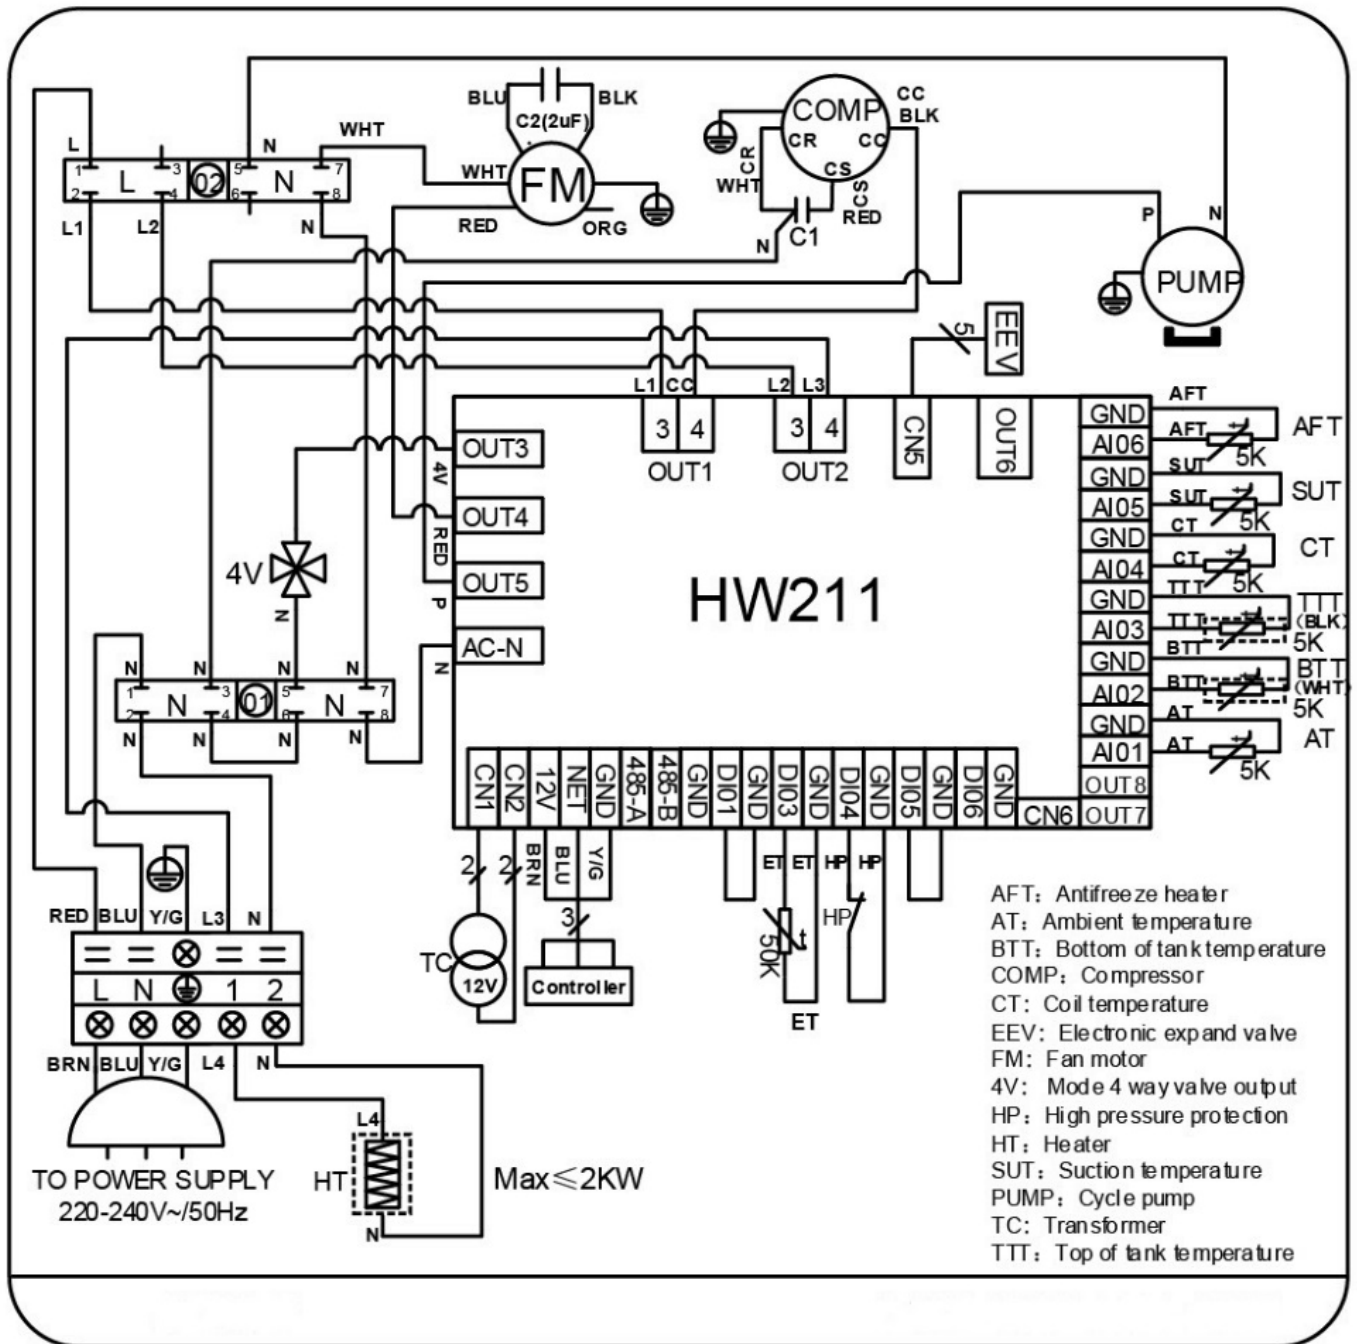 BLU
BLK
C2(2uF)
WHT
WHT
FM
RED
ORG
COMP
CR
CC
CS
CC
BLK
CR
WHT
CS
RED
N
C1
L
N
1
2
L
3
4
02
5
6
N
7
8
L1
L2
N
P
N
PUMP
5
EEV
L1
CC
L2
L3
3
4
3
4
OUT1
OUT2
CN5
OUT6
OUT3
4V
OUT4
RED
OUT5
P
AC-N
N
HW211
4V
N
N
N
N
N
1
2
N
3
4
01
5
6
N
7
8
N
N
N
N
GND
AFT
AI06
AFT
5K
AFT
GND
SUT
AI05
SUT
5K
SUT
GND
CT
AI04
CT
5K
CT
GND
TTT
AI03
TTT
5K
TTT
(BLK)
GND
BTT
AI02
BTT
5K
BTT
(WHT)
GND
AT
AI01
AT
5K
AT
OUT8
OUT7
CN6
CN1
CN2
12V
NET
GND
485-A
485-B
GND
DI01
GND
DI03
GND
DI04
GND
DI05
GND
DI06
GND
2
2
BRN
BLU
Y/G
3
TC
12V
Controller
ET
ET
50K
t
ET
HP
HP
HP
RED
BLU
Y/G
L3
N
L
N
1
2
BRN
BLU
Y/G
L4
N
TO POWER SUPPLY
220-240V~/50Hz
L4
HT
N
Max≤2KW
AFT: Antifreeze heater
AT: Ambient temperature
BTT: Bottom of tank temperature
COMP: Compressor
CT: Coil temperature
EEV: Electronic expand valve
FM: Fan motor
4V: Mode 4 way valve output
HP: High pressure protection
HT: Heater
SUT: Suction temperature
PUMP: Cycle pump
TC: Transformer
TTT: Top of tank temperature